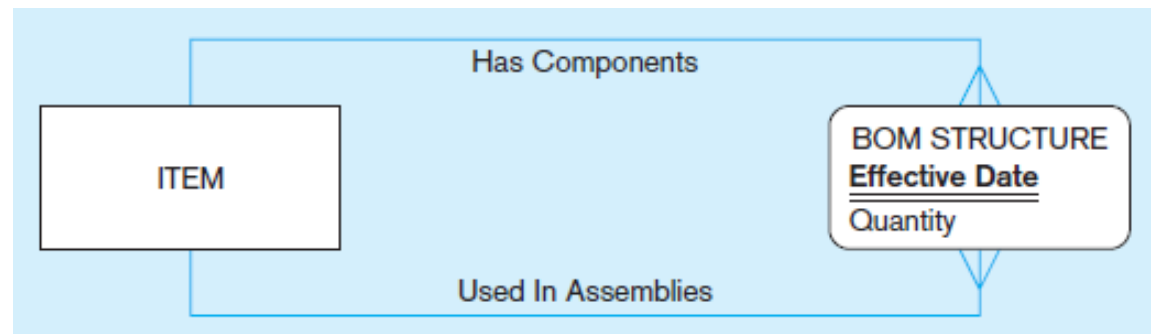 Has Components
ITEM
BOM STRUCTURE
Effective Date
Quantity
Used In Assemblies